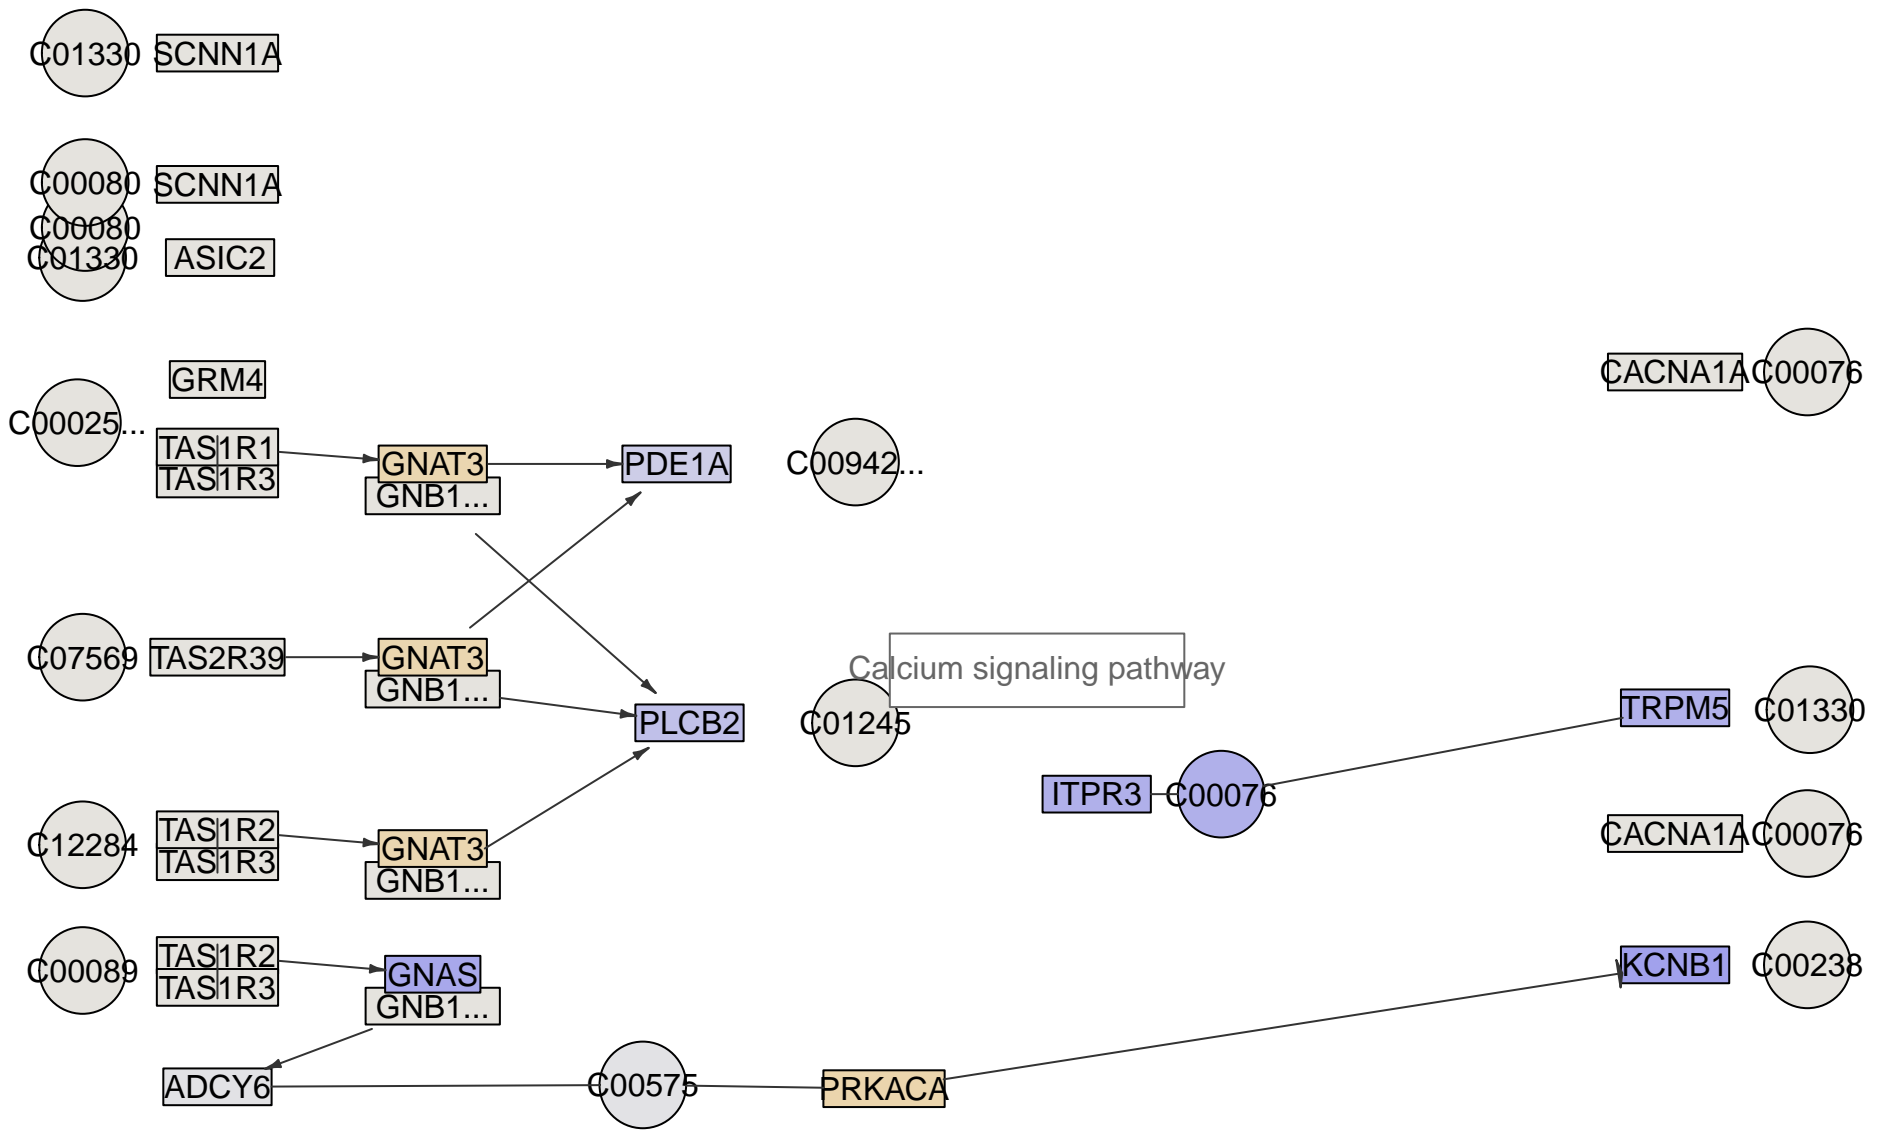 C01330 SCNN1A
C00080 SCNN1A
C00080
C01330 ASIC2
GRM4
CACNA1A C00076
C00025...
TAS1R1
GNAT3 PDE1A C00942...
TAS1R3
GNB1...
C07569 TAS2R39 GNAT3
Calcium signaling pathway
GNB1...
TRPM5 C01330
PLCB2 C01245
ITPR3 C00076
TAS1R2
CACNA1A C00076
C12284
GNAT3
TAS1R3
GNB1...
TAS1R2
KCNB1 C00238
C00089
GNAS
TAS1R3
GNB1...
ADCY6 C00575 PRKACA